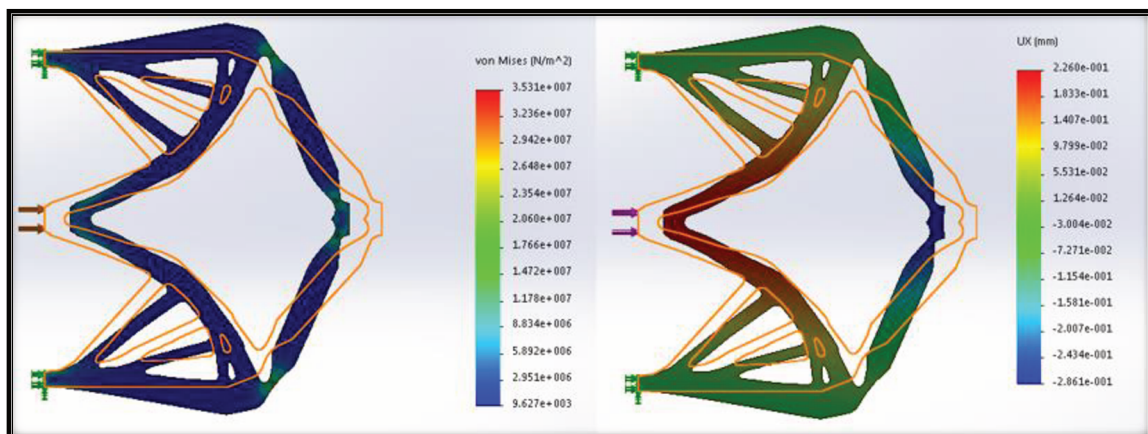 von Mises (N/m^2)
3.531e+007
3.236e+007
2.942e+007
2.648e+007
2.354e+007
2.060e+007
1.766e+007
1.472e+007
1.178e+007
8.834e+006
5.892e+006
2.951e+006
9.627e+003
UX (mm)
2.260e-001
1.833e-001
1.407e-001
9.799e-002
5.531e-002
1.264e-002
-3.004e-002
-7.271e-002
-1.154e-001
-1.581e-001
-2.007e-001
-2.434e-001
-2.861e-001